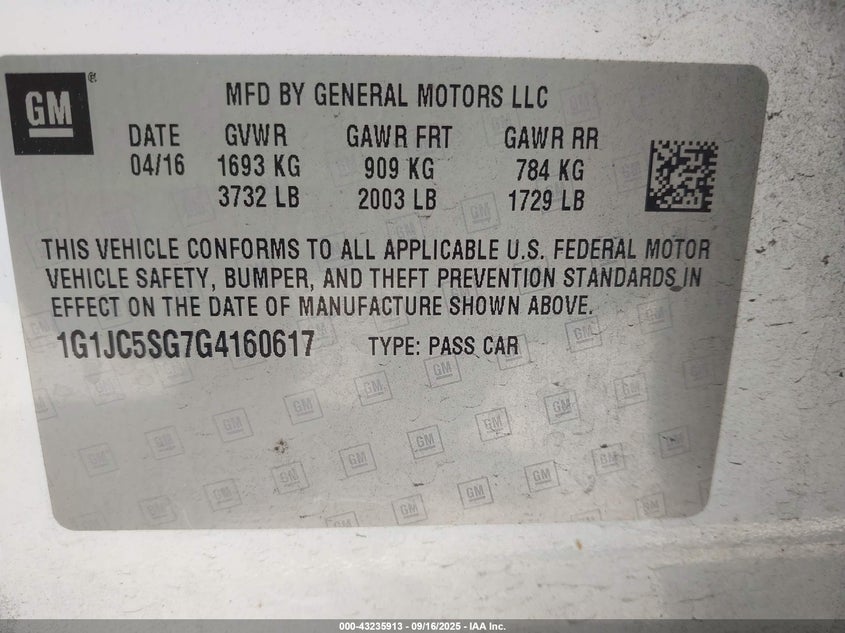 GM®
MFD BY GENERAL MOTORS LLC
DATE GVWR GAWR FRT GAWR RR
04/16 1693 KG 909 KG 784 KG
3732 LB 2003 LB 1729 LB
THIS VEHICLE CONFORMS TO ALL APPLICABLE U.S. FEDERAL MOTOR
VEHICLE SAFETY, BUMPER, AND THEFT PREVENTION STANDARDS IN
EFFECT ON THE DATE OF MANUFACTURE SHOWN ABOVE.
1G1JC5SG7G4160617 TYPE: PASS CAR
000-43235913 - 09/16/2025 - IAA Inc.